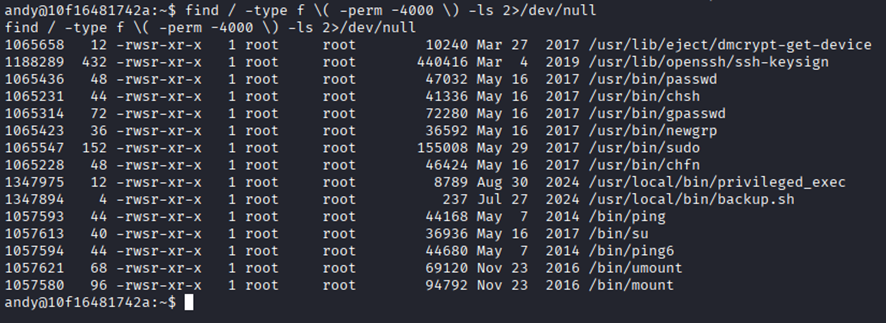 andy@10f16481742a:~$ find / -type f \( -perm -4000 \) -ls 2>/dev/null
find / -type f \( -perm -4000 \) -ls 2>/dev/null
1065658 12 -rwsr-xr-x 1 root root 10240 Mar 27 2017 /usr/lib/eject/dmcrypt-get-device
1188289 432 -rwsr-xr-x 1 root root 440416 Mar 4 2019 /usr/lib/openssh/ssh-keysign
1065436 48 -rwsr-xr-x 1 root root 47032 May 16 2017 /usr/bin/passwd
1065231 44 -rwsr-xr-x 1 root root 41336 May 16 2017 /usr/bin/chsh
1065314 72 -rwsr-xr-x 1 root root 72280 May 16 2017 /usr/bin/gpasswd
1065423 36 -rwsr-xr-x 1 root root 36592 May 16 2017 /usr/bin/newgrp
1065547 152 -rwsr-xr-x 1 root root 155008 May 29 2017 /usr/bin/sudo
1065228 48 -rwsr-xr-x 1 root root 46424 May 16 2017 /usr/bin/chfn
1347975 12 -rwsr-xr-x 1 root root 8789 Aug 30 2024 /usr/local/bin/privileged_exec
1347894 4 -rwsr-xr-x 1 root root 237 Jul 27 2024 /usr/local/bin/backup.sh
1057593 44 -rwsr-xr-x 1 root root 44168 May 7 2014 /bin/ping
1057613 40 -rwsr-xr-x 1 root root 36936 May 16 2017 /bin/su
1057594 44 -rwsr-xr-x 1 root root 44680 May 7 2014 /bin/ping6
1057621 68 -rwsr-xr-x 1 root root 69120 Nov 23 2016 /bin/umount
1057580 96 -rwsr-xr-x 1 root root 94792 Nov 23 2016 /bin/mount
andy@10f16481742a:~$